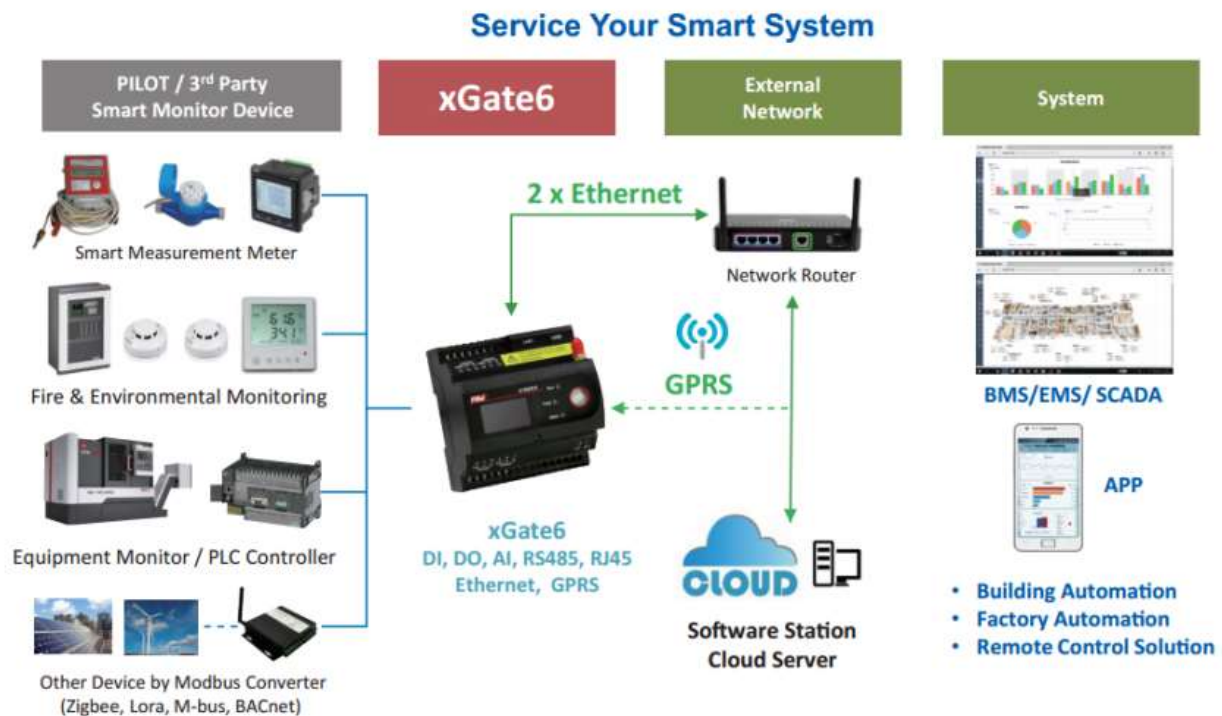 Service Your Smart System
PILOT / 3rd Party
Smart Monitor Device
xGate6
External
Network
System
Smart Measurement Meter
2 x Ethernet
Network Router
Fire & Environmental Monitoring
GPRS
BMS/EMS/ SCADA
APP
Equipment Monitor / PLC Controller
xGate6
DI, DO, AI, RS485, RJ45
Ethernet, GPRS
CLOUD
Software Station
Cloud Server
• Building Automation
• Factory Automation
• Remote Control Solution
Other Device by Modbus Converter
(Zigbee, Lora, M-bus, BACnet)